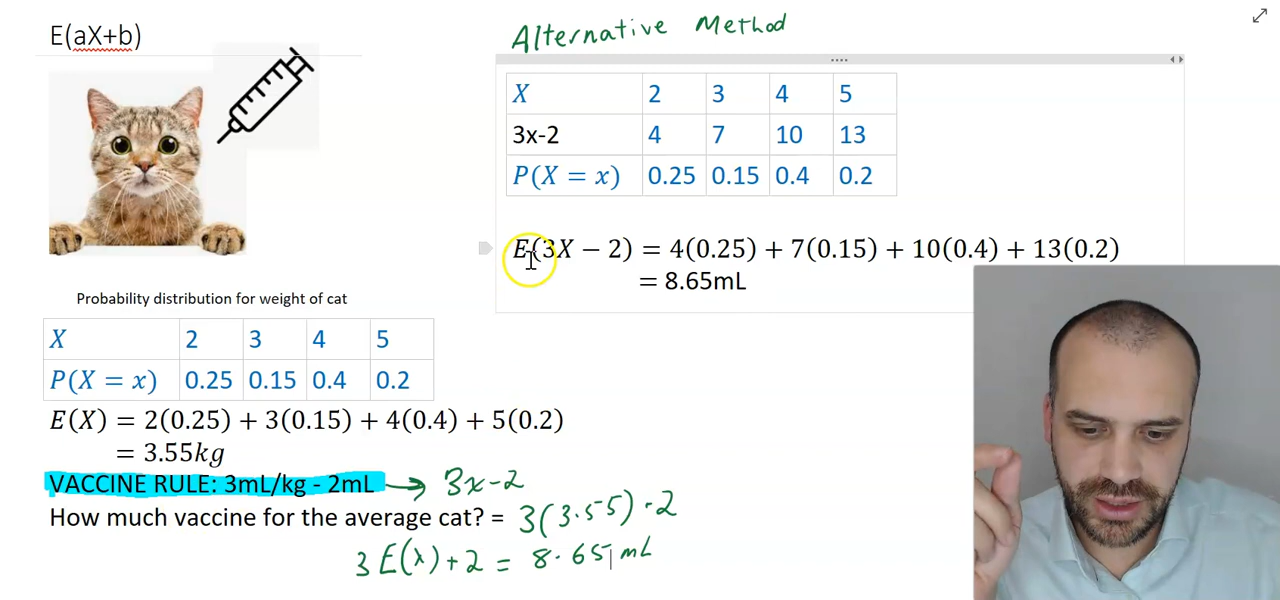 E(aX+b)
Alternative Method
X 2 3 4 5
3x-2 4 7 10 13
P(X = x) 0.25 0.15 0.4 0.2
E(3X − 2) = 4(0.25) + 7(0.15) + 10(0.4) + 13(0.2)
= 8.65mL
Probability distribution for weight of cat
X 2 3 4 5
P(X = x) 0.25 0.15 0.4 0.2
E(X) = 2(0.25) + 3(0.15) + 4(0.4) + 5(0.2)
= 3.55kg
VACCINE RULE: 3mL/kg - 2mL → 3x-2
How much vaccine for the average cat? = 3(3.55)-2
3E(X)+2 = 8.65 mL